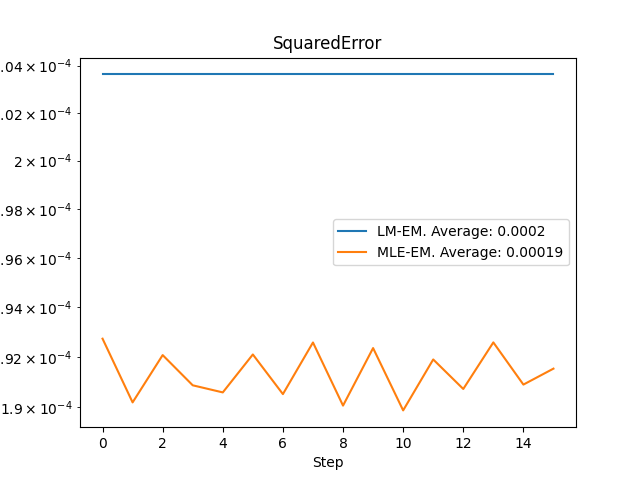 SquaredError
.04 × 10⁻⁴
.02 × 10⁻⁴
2 × 10⁻⁴
.98 × 10⁻⁴
.96 × 10⁻⁴
.94 × 10⁻⁴
.92 × 10⁻⁴
1.9 × 10⁻⁴
LM-EM. Average: 0.0002
MLE-EM. Average: 0.00019
0 2 4 6 8 10 12 14
Step